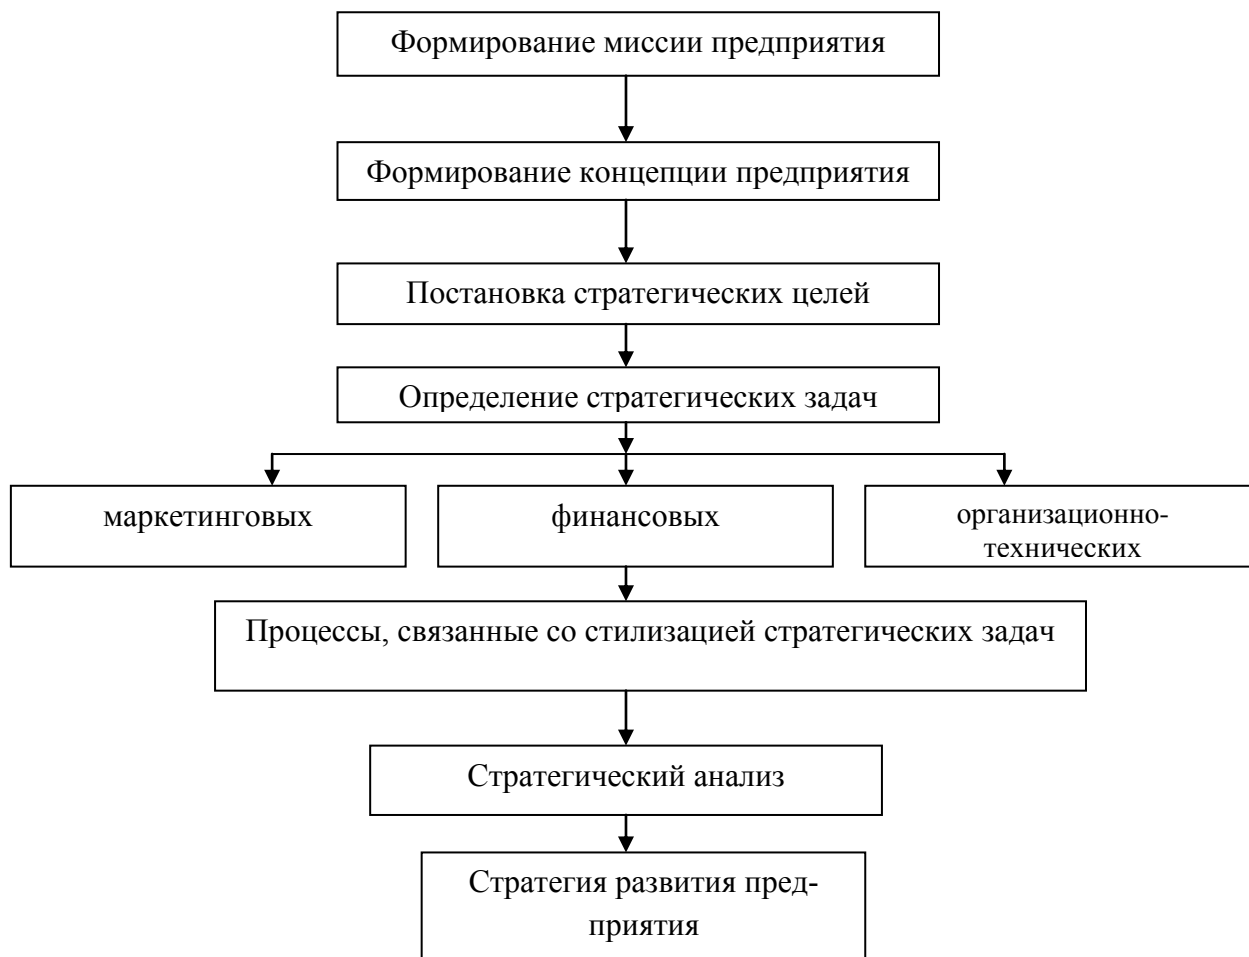 Формирование миссии предприятия
Формирование концепции предприятия
Постановка стратегических целей
Определение стратегических задач
маркетинговых
финансовых
организационно-
технических
Процессы, связанные со стилизацией стратегических задач
Стратегический анализ
Стратегия развития пред-
приятия